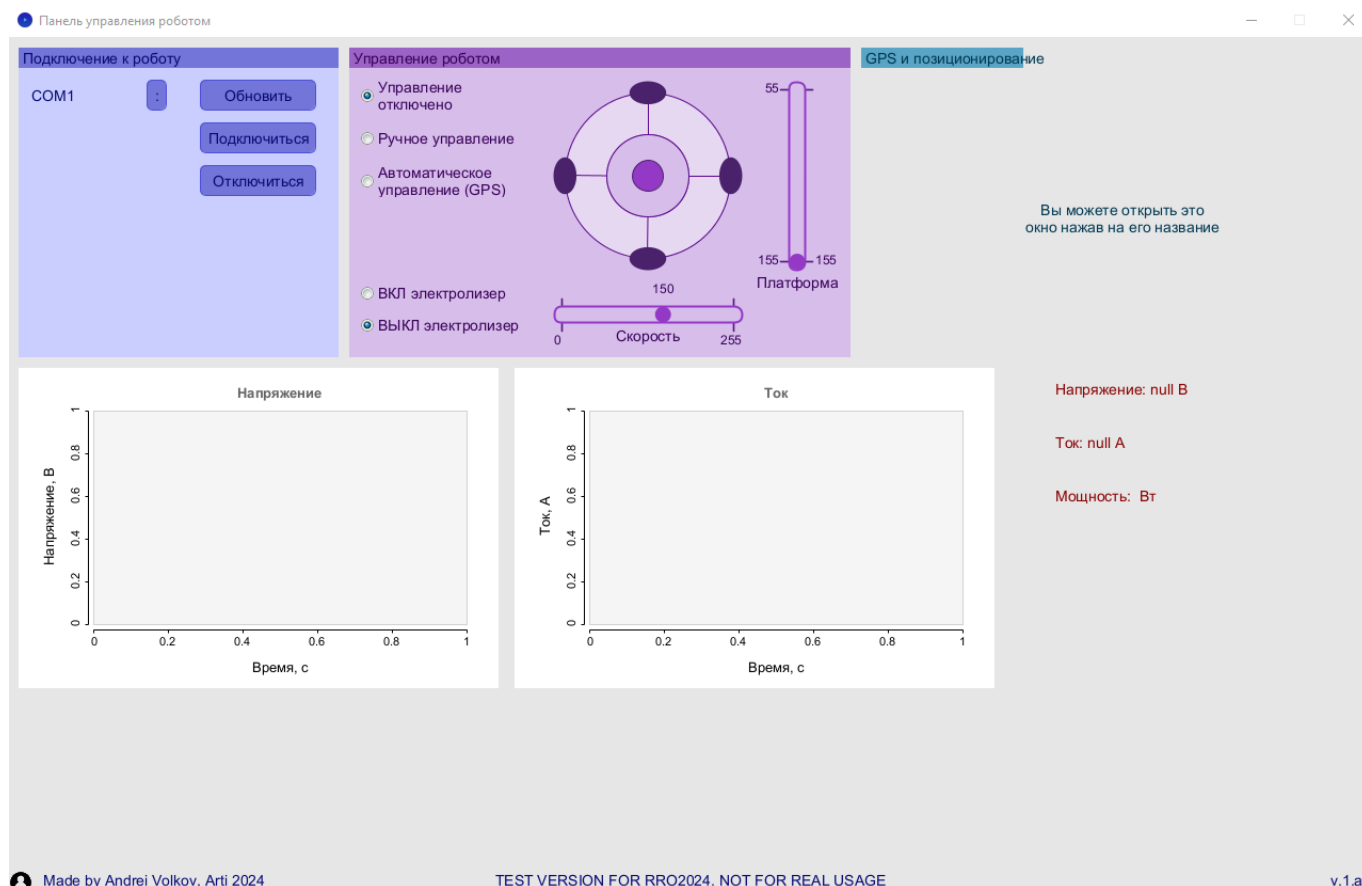 Панель управления роботом
Подключение к роботу
COM1
:
Обновить
Подключиться
Отключиться
Управление роботом
Управление
отключено
Ручное управление
Автоматическое
управление (GPS)
ВКЛ электролизер
ВЫКЛ электролизер
55
155
155
Платформа
150
0
Скорость
255
GPS и позиционирование
Вы можете открыть это
окно нажав на его название
Напряжение
Напряжение, В
1
0.8
0.6
0.4
0.2
0
0
0.2
0.4
0.6
0.8
1
Время, с
Ток
Ток, А
1
0.8
0.6
0.4
0.2
0
0
0.2
0.4
0.6
0.8
1
Время, с
Напряжение: null В
Ток: null А
Мощность: Вт
Made by Andrei Volkov, Arti 2024
TEST VERSION FOR RRO2024. NOT FOR REAL USAGE
v.1.a